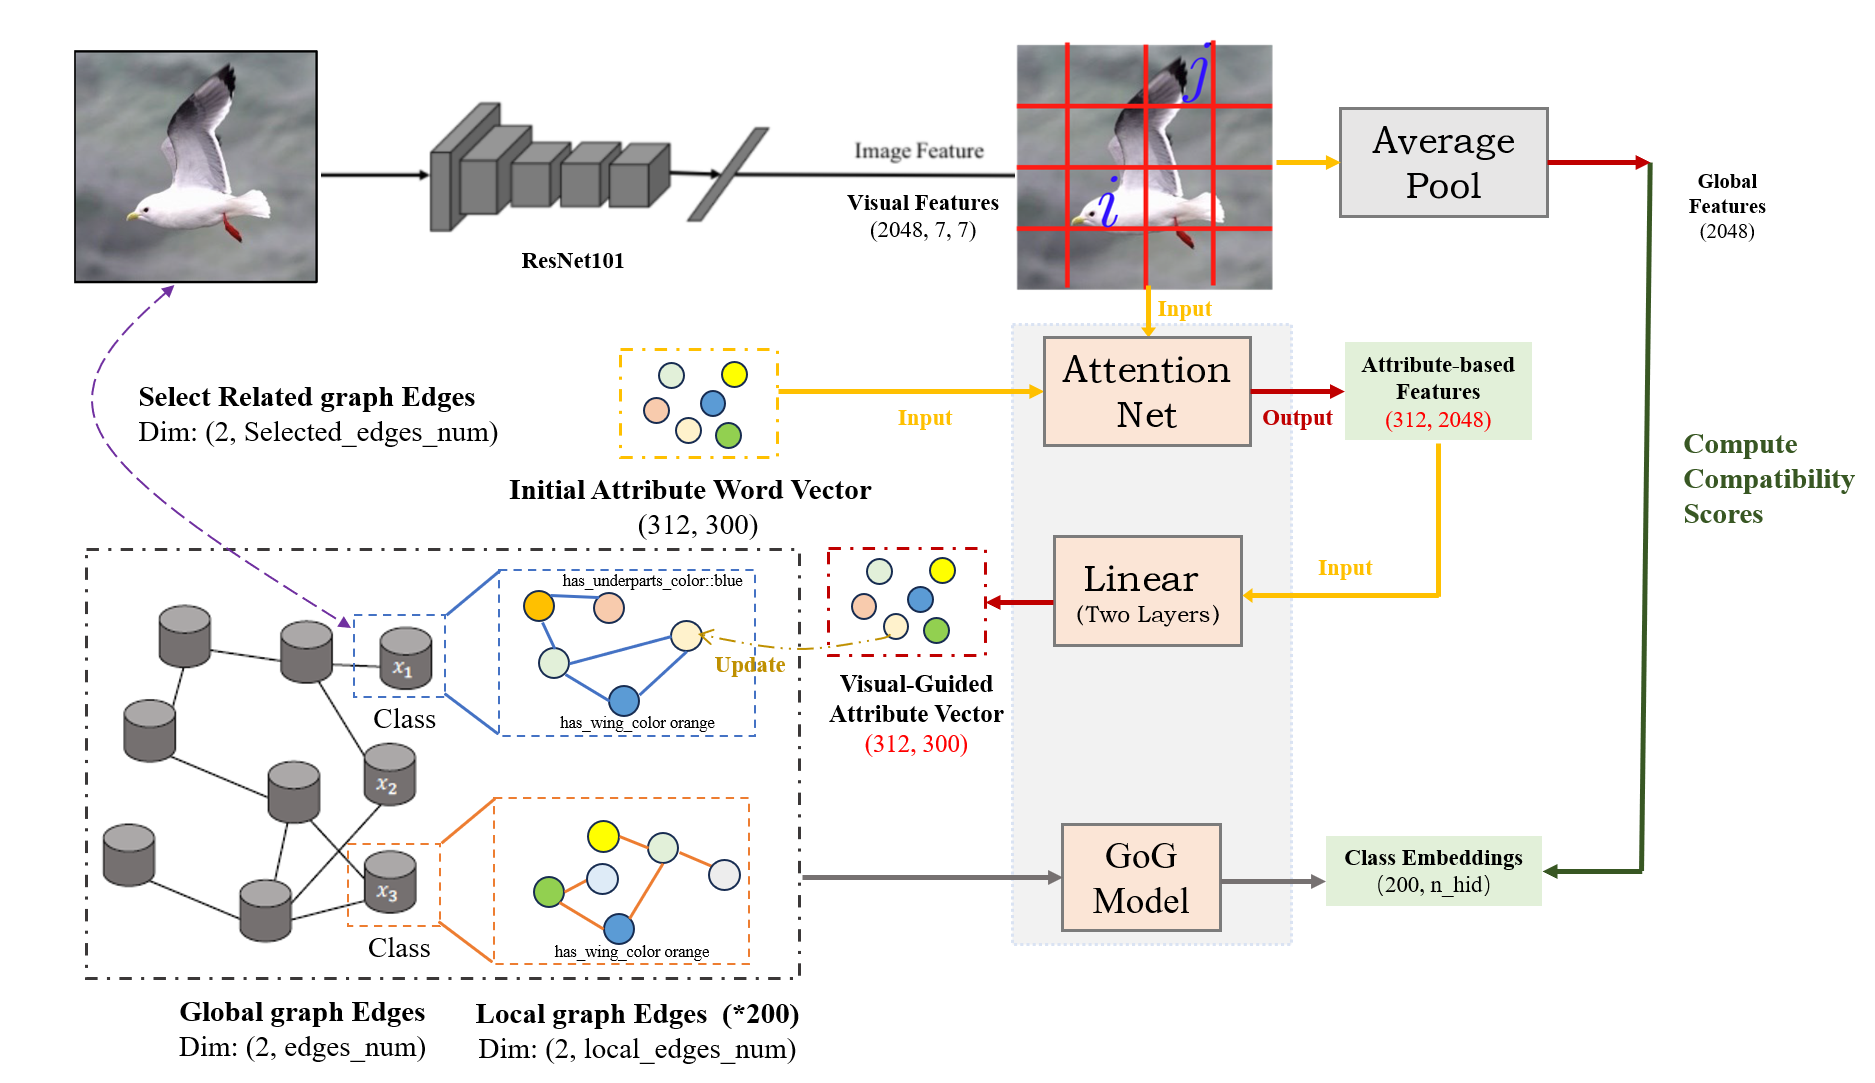 j
i
Average
Pool
Image Feature
Visual Features
(2048, 7, 7)
ResNet101
Global
Features
(2048)
Input
Select Related graph Edges
Dim: (2, Selected_edges_num)
Input
Attention
Net
Output
Attribute-based
Features
(312, 2048)
Compute
Compatibility
Scores
Initial Attribute Word Vector
(312, 300)
has_underparts_color::blue
Update
has_wing_color orange
x1
Class
x2
x3
Class
has_wing_color orange
Linear
(Two Layers)
Input
Visual-Guided
Attribute Vector
(312, 300)
GoG
Model
Class Embeddings
(200, n_hid)
Global graph Edges
Dim: (2, edges_num)
Local graph Edges (*200)
Dim: (2, local_edges_num)